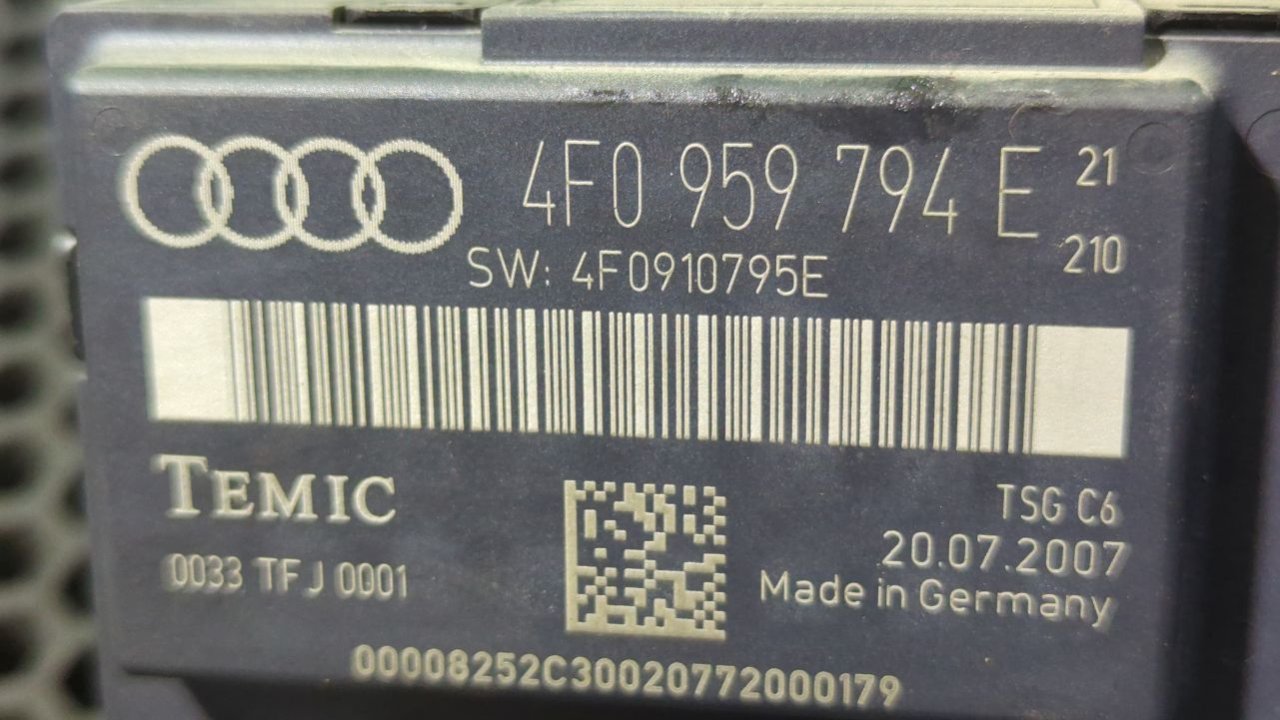 4F0 959 794 E 21
210
SW: 4F0910795E
TEMIC
TSG C6
20.07.2007
0033 TFJ 0001
Made in Germany
00008252C30020772000179